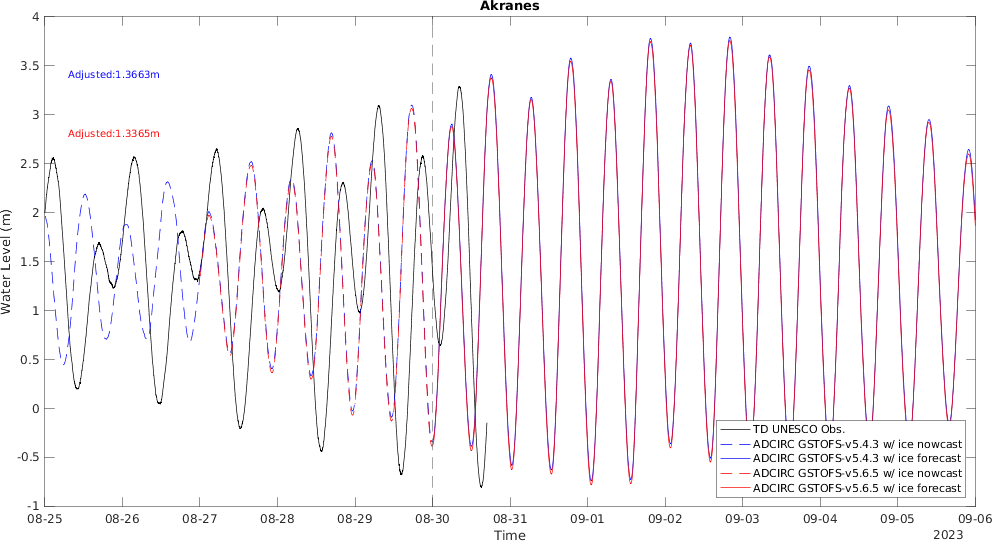 Akranes
Adjusted:1.3663m
Adjusted:1.3365m
Water Level (m)
4
3.5
3
2.5
2
1.5
1
0.5
0
-0.5
-1
TD UNESCO Obs.
ADCIRC GSTOFS-v5.4.3 w/ ice nowcast
ADCIRC GSTOFS-v5.4.3 w/ ice forecast
ADCIRC GSTOFS-v5.6.5 w/ ice nowcast
ADCIRC GSTOFS-v5.6.5 w/ ice forecast
08-25 08-26 08-27 08-28 08-29 08-30 08-31 09-01 09-02 09-03 09-04 09-05 09-06
Time
2023